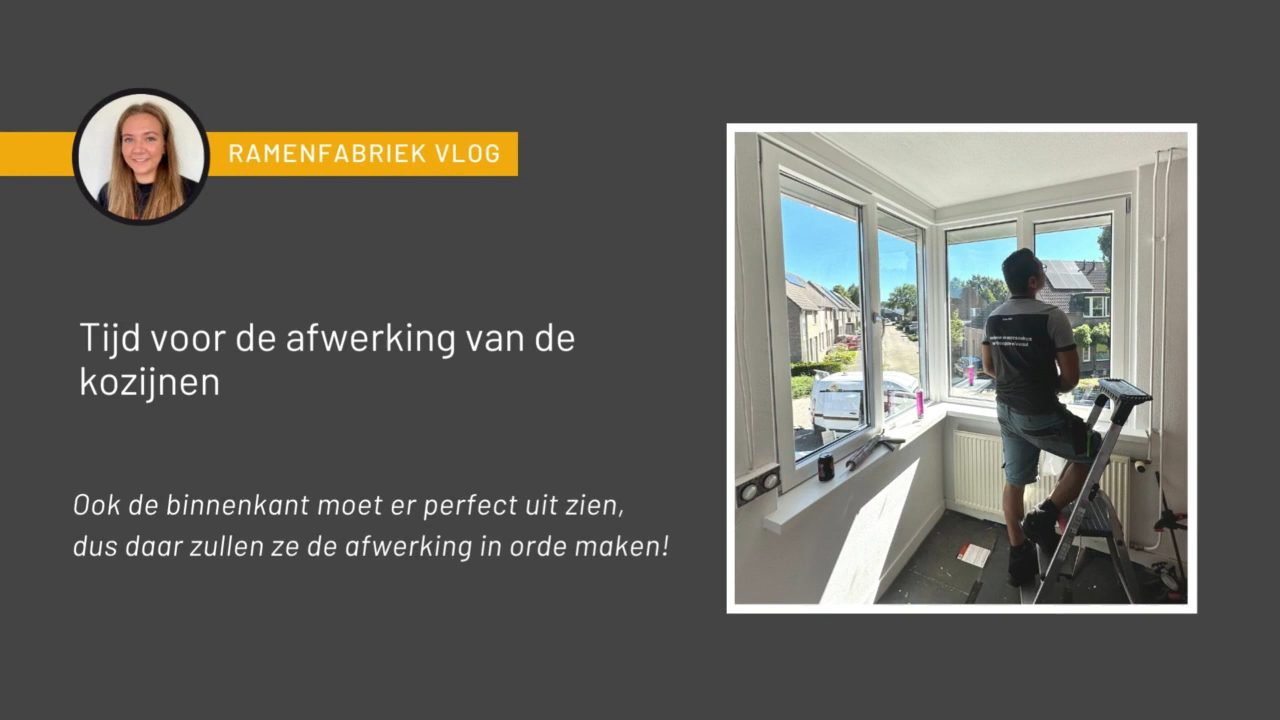 RAMENFABRIEK VLOG
Tijd voor de afwerking van de
kozijnen
Ook de binnenkant moet er perfect uit zien,
dus daar zullen ze de afwerking in orde maken!